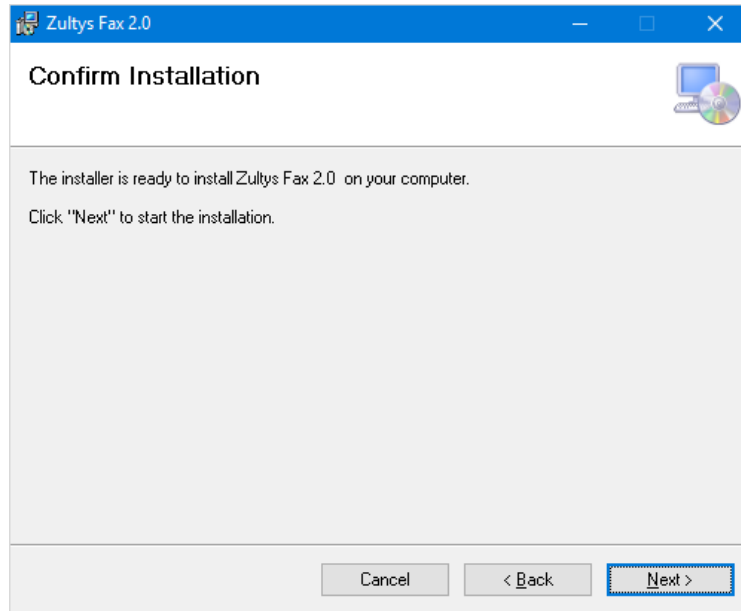 Zultys Fax 2.0
Confirm Installation
The installer is ready to install Zultys Fax 2.0  on your computer.
Click "Next" to start the installation.
Cancel
< Back
Next >